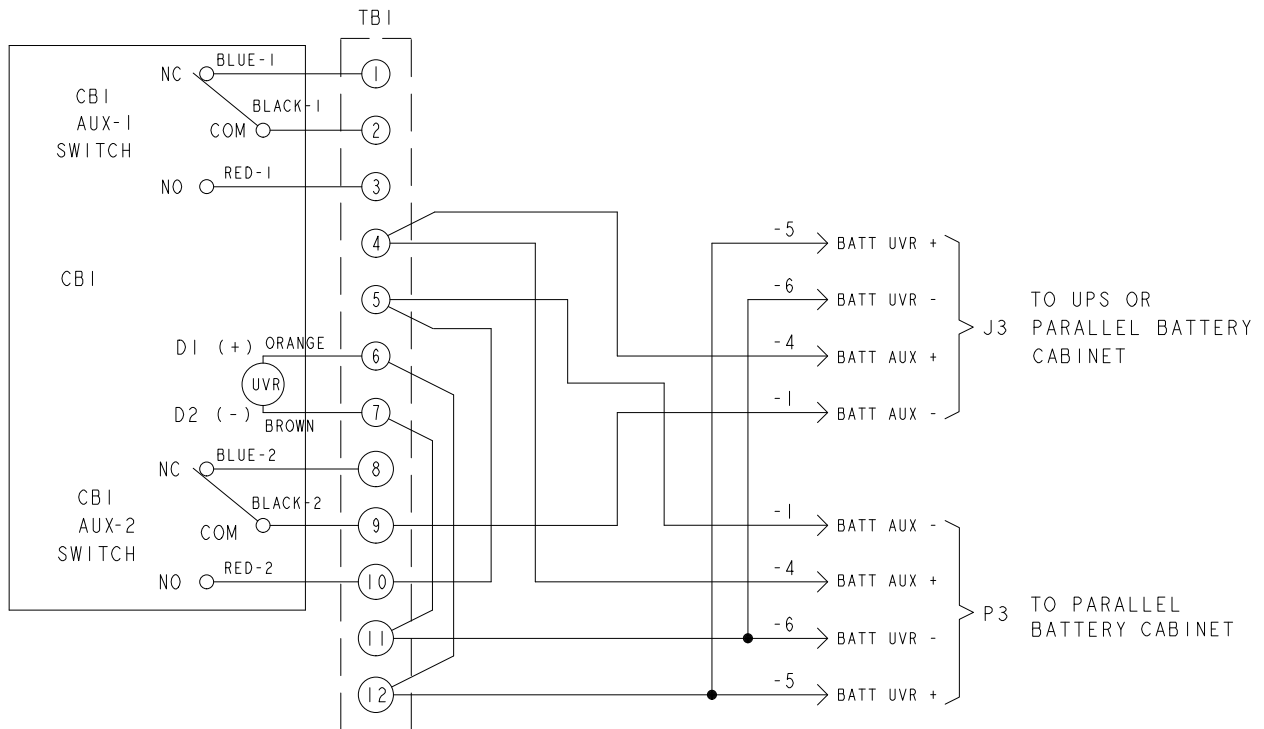 TB1
BLUE-1
NC
1
CB1
AUX-1
SWITCH
BLACK-1
COM
2
RED-1
NO
3
4
-5
BATT UVR +
CB1
5
-6
BATT UVR -
J3
TO UPS OR
PARALLEL BATTERY
CABINET
D1 (+)
ORANGE
6
-4
BATT AUX +
UVR
D2 (-)
BROWN
7
-1
BATT AUX -
BLUE-2
NC
8
CB1
AUX-2
SWITCH
BLACK-2
COM
9
-1
BATT AUX -
RED-2
NO
10
-4
BATT AUX +
P3
TO PARALLEL
BATTERY CABINET
11
-6
BATT UVR -
12
-5
BATT UVR +